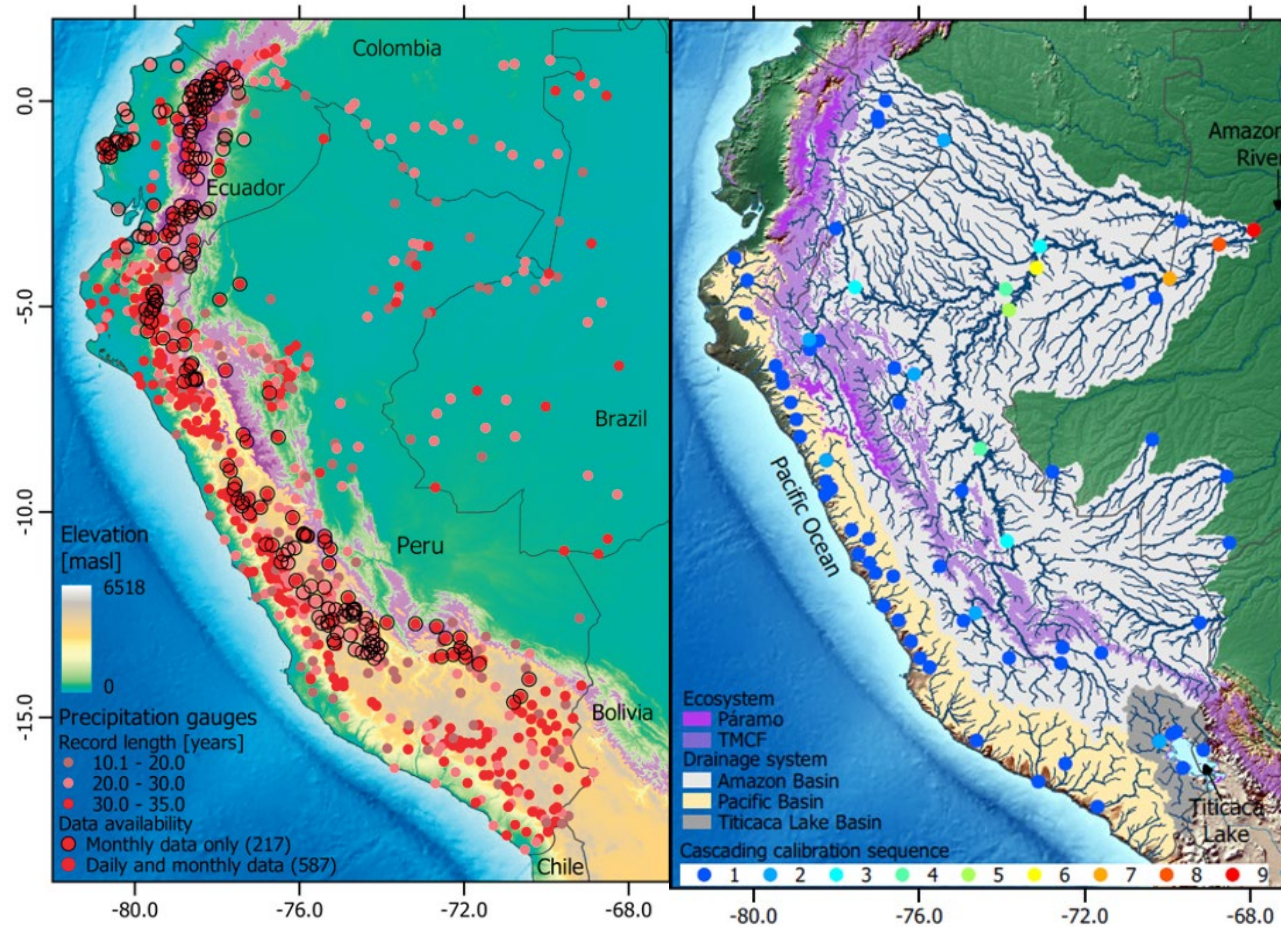 Colombia
Ecuador
Brazil
Peru
Bolivia
Chile
Elevation
[masl]
6518
0
Precipitation gauges
Record length [years]
10.1 - 20.0
20.0 - 30.0
30.0 - 35.0
Data availability
Monthly data only (217)
Daily and monthly data (587)
0.0
-5.0
-10.0
-15.0
-80.0
-76.0
-72.0
-68.0
Amazon
River
Pacific Ocean
Titicaca
Lake
Ecosystem
Páramo
TMCF
Drainage system
Amazon Basin
Pacific Basin
Titicaca Lake Basin
Cascading calibration sequence
1 2 3 4 5 6 7 8 9
-80.0
-76.0
-72.0
-68.0